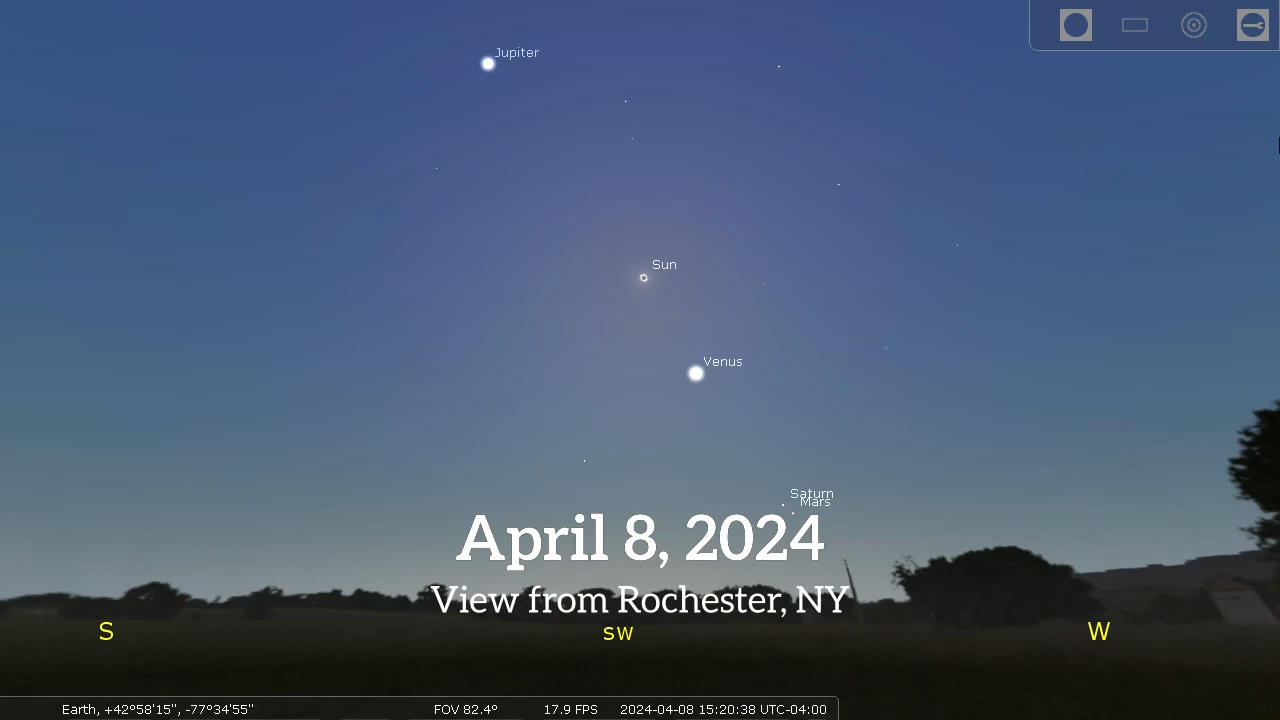 Jupiter
Sun
Venus
Saturn
Mars
April 8, 2024
View from Rochester, NY
S SW W
Earth, +42°58'15", -77°34'55" FOV 82.4° 17.9 FPS 2024-04-08 15:20:38 UTC-04:00